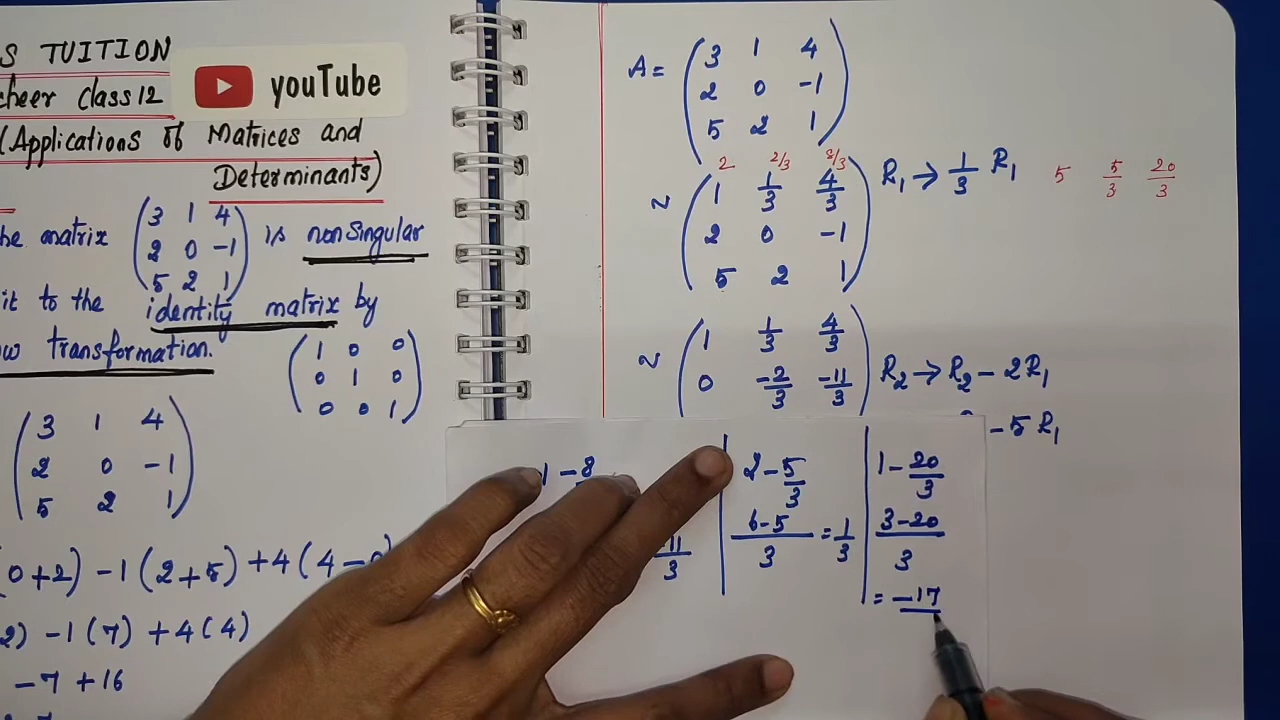 S TUITION
cheer Class 12
(Applications of Matrices and
Determinants)
YouTube
he matrix (3 1 4
2 0 -1
5 2 1) is nonSingular
it to the identity matrix by
w transformation.
(1 0 0
0 1 0
0 0 1)
(3 1 4
2 0 -1
5 2 1)
0+2) -1(2+5) +4(4-
2) -1(7) +4(4)
-7 +16
A = (3 1 4
2 0 -1
5 2 1)
2 2/3 8/3
~ (1 1/3 4/3
2 0 -1
5 2 1) R₁ → 1/3 R₁
5 5/3 20/3
~ (1 1/3 4/3
0 -2/3 -11/3 R₂ → R₂ - 2R₁
- 5R₁
-1 - 8
-11/3
2 - 5/3
6-5/3 = 1/3
1 - 20/3
3-20/3
= -17